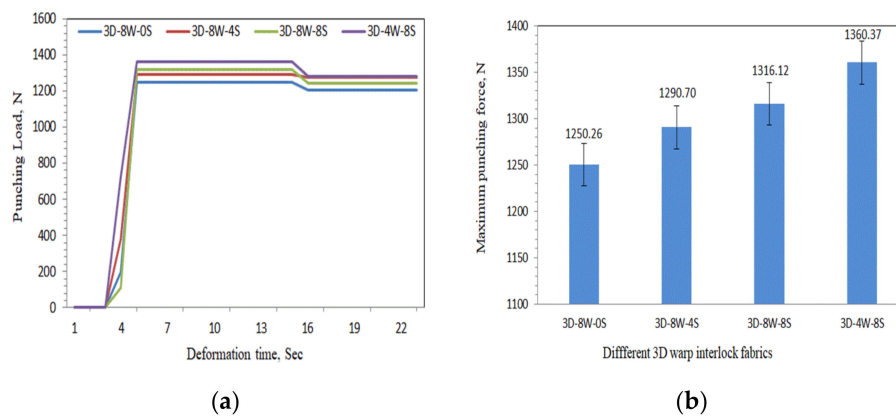 1600
1400
1200
1000
800
600
400
200
0
Punching Load, N
3D-8W-0S 3D-8W-4S 3D-8W-8S 3D-4W-8S
1 4 7 10 13 16 19 22
Deformation time, Sec
(a)
1400
1350
1300
1250
1200
1150
1100
Maximum punching force, N
1250.26
1290.70
1316.12
1360.37
3D-8W-0S 3D-8W-4S 3D-8W-8S 3D-4W-8S
Diffferent 3D warp interlock fabrics
(b)